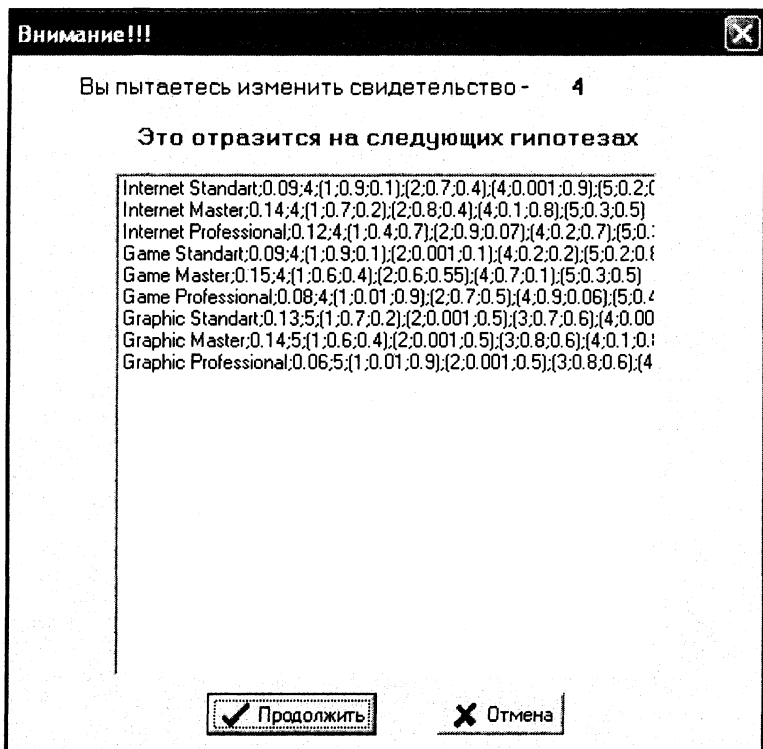 Внимание!!!
Вы пытаетесь изменить свидетельство - 4
Это отразится на следующих гипотезах
Internet Standart;0.09;4;(1;0.9;0.1);(2;0.7;0.4);(4;0.001;0.9);(5;0.2;0
Internet Master;0.14;4;(1;0.7;0.2);(2;0.8;0.4);(4;0.1;0.8);(5;0.3;0.5)
Internet Professional;0.12;4;(1;0.4;0.7);(2;0.9;0.07);(4;0.2;0.7);(5;0.
Game Standart;0.09;4;(1;0.9;0.1);(2;0.001;0.1);(4;0.2;0.2);(5;0.2;0.8
Game Master;0.15;4;(1;0.6;0.4);(2;0.6;0.55);(4;0.7;0.1);(5;0.3;0.5)
Game Professional;0.08;4;(1;0.01;0.9);(2;0.7;0.5);(4;0.9;0.06);(5;0.4
Graphic Standart;0.13;5;(1;0.7;0.2);(2;0.001;0.5);(3;0.7;0.6);(4;0.00
Graphic Master;0.14;5;(1;0.6;0.4);(2;0.001;0.5);(3;0.8;0.6);(4;0.1;0.
Graphic Professional;0.06;5;(1;0.01;0.9);(2;0.001;0.5);(3;0.8;0.6);(4
Продолжить Отмена